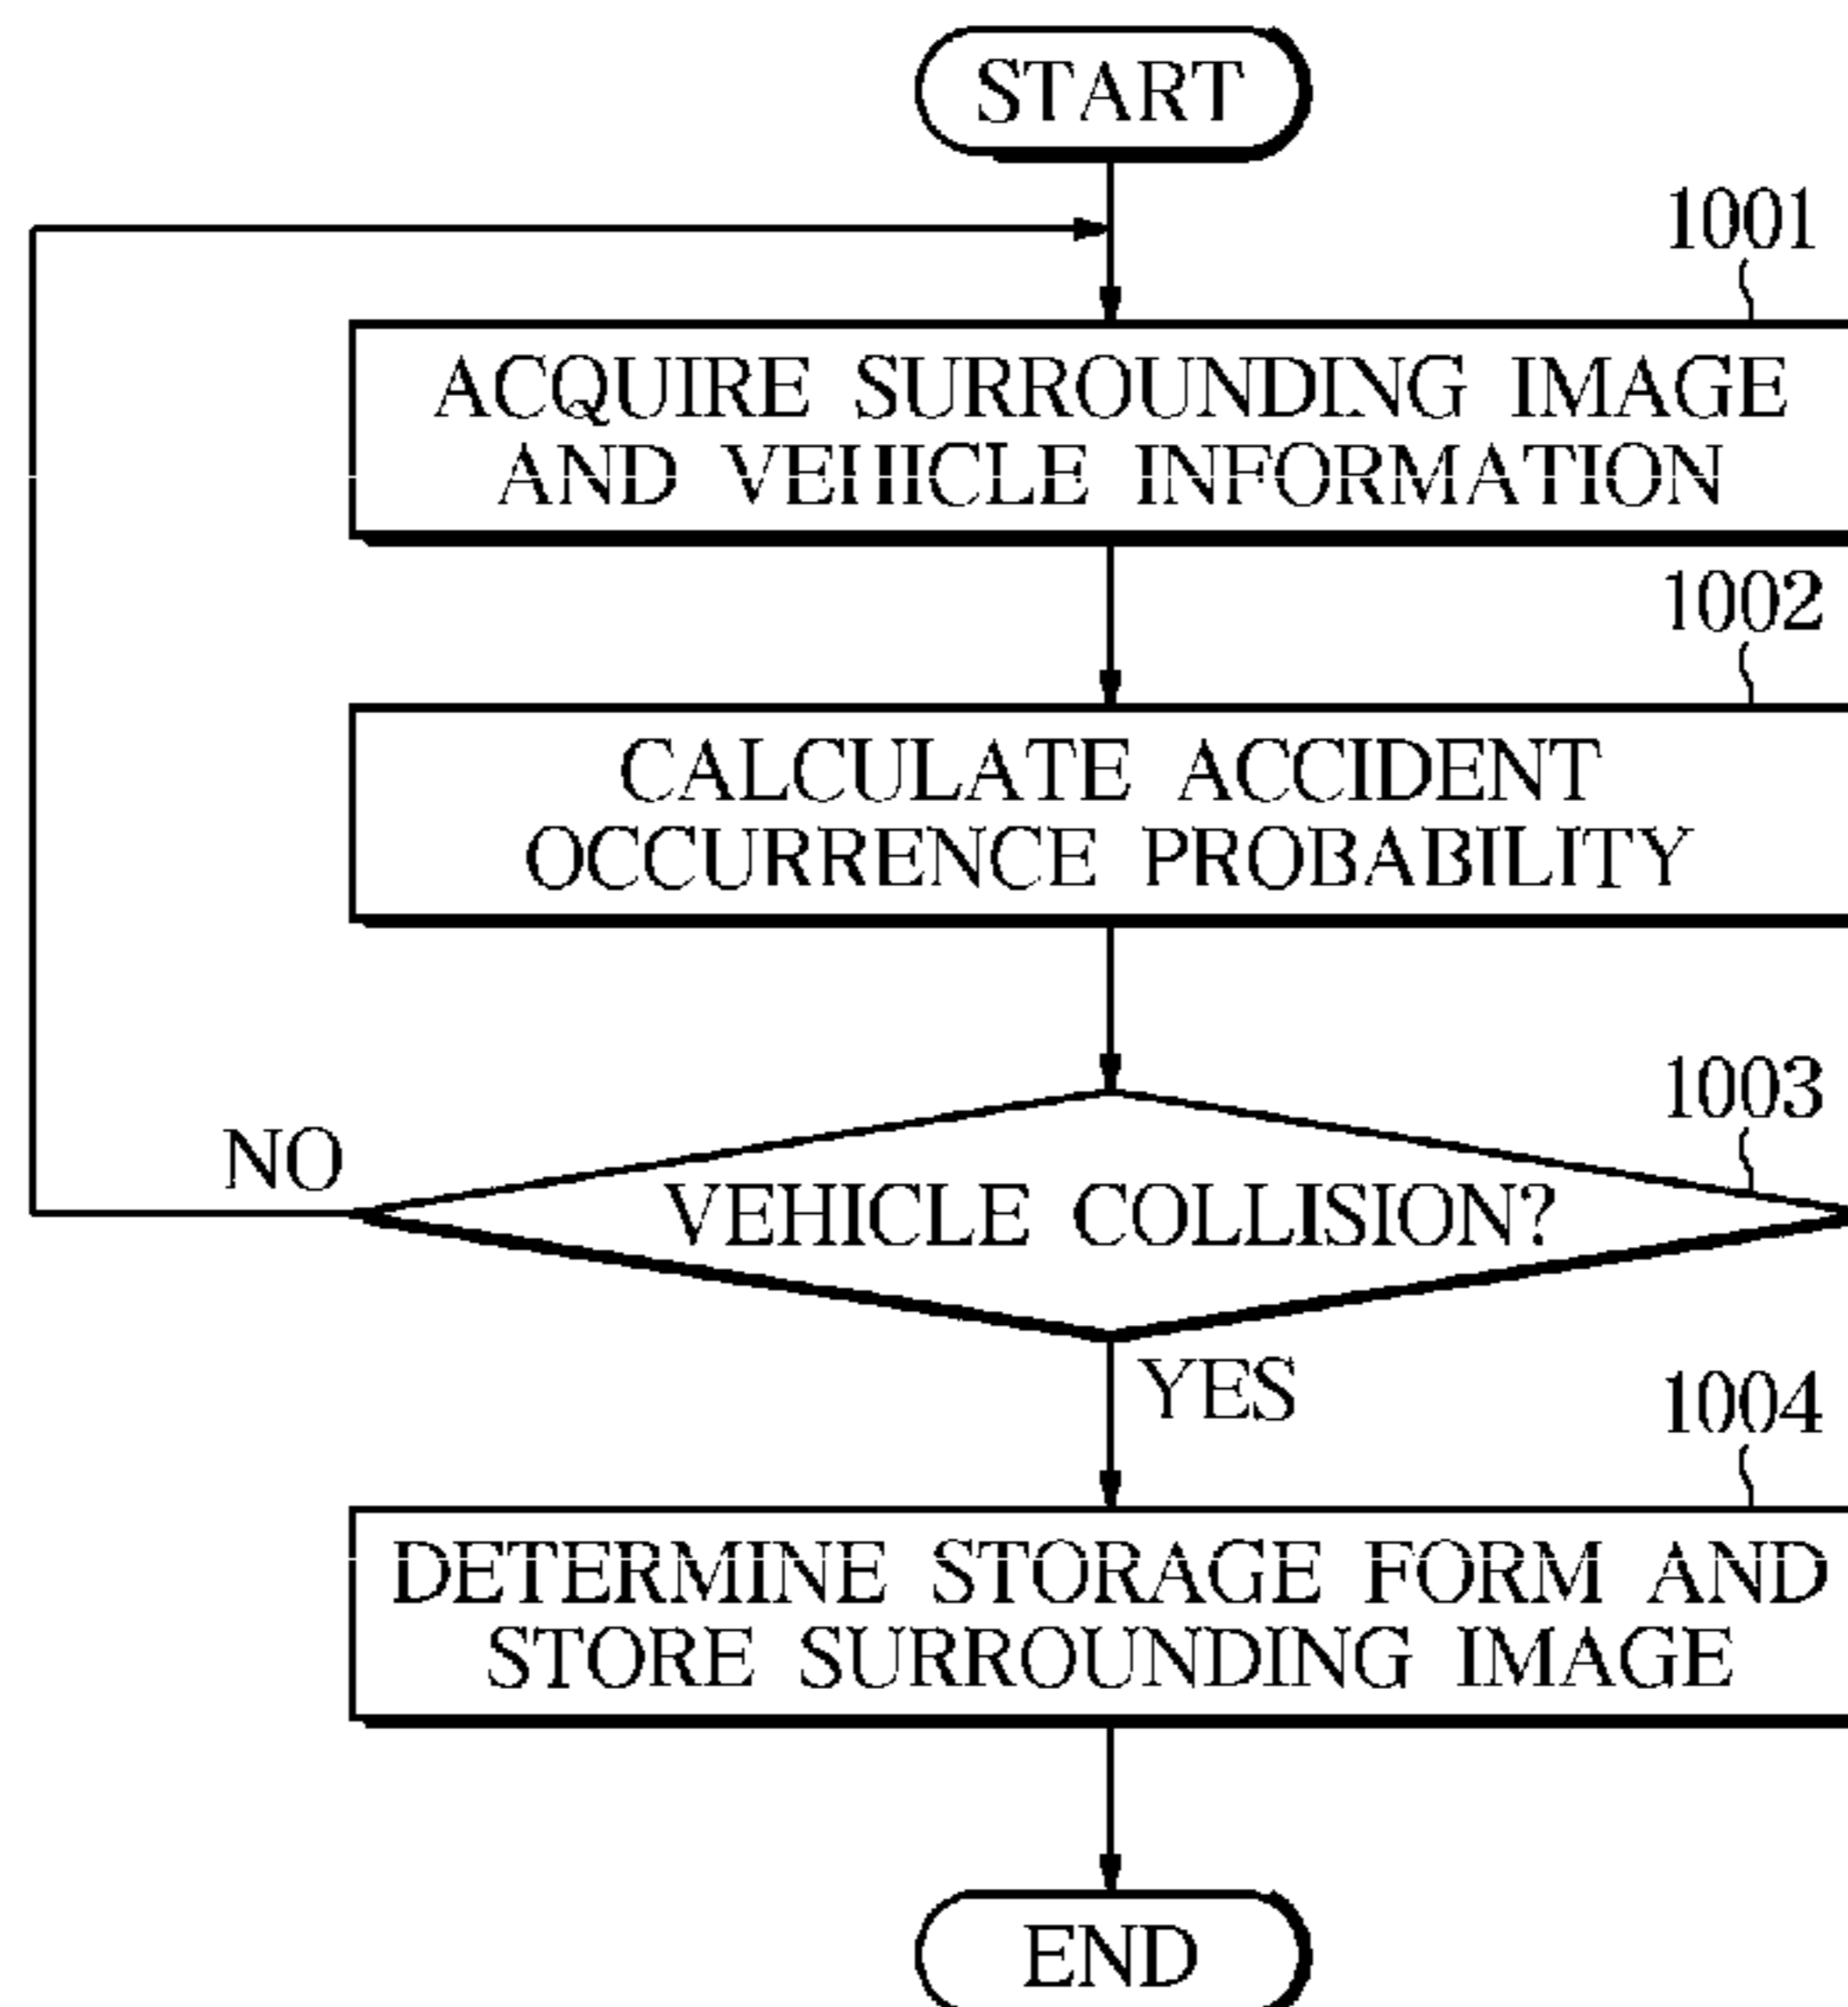 START
1001
ACQUIRE SURROUNDING IMAGE
AND VEHICLE INFORMATION
1002
CALCULATE ACCIDENT
OCCURRENCE PROBABILITY
1003
NO
VEHICLE COLLISION?
YES
1004
DETERMINE STORAGE FORM AND
STORE SURROUNDING IMAGE
END